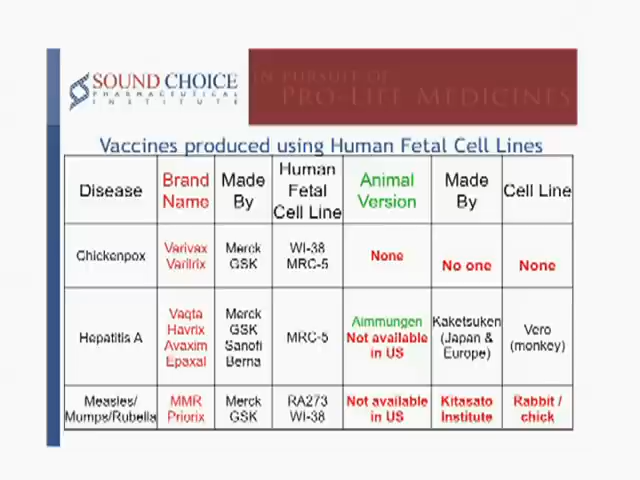 SOUND CHOICE
PHARMACEUTICAL
INSTITUTE
IN PURSUIT OF
PRO-LIFE MEDICINES
Vaccines produced using Human Fetal Cell Lines
Disease
Brand
Name
Made
By
Human
Fetal
Cell Line
Animal
Version
Made
By
Cell Line
Chickenpox
Varivax
Varilrix
Merck
GSK
WI-38
MRC-5
None
No one
None
Hepatitis A
Vaqta
Havrix
Avaxim
Epaxal
Merck
GSK
Sanofi
Berna
MRC-5
Aimmungen
Not available
in US
Kaketsuken
(Japan &
Europe)
Vero
(monkey)
Measles/
Mumps/Rubella
MMR
Priorix
Merck
GSK
RA273
WI-38
Not available
in US
Kitasato
Institute
Rabbit /
chick